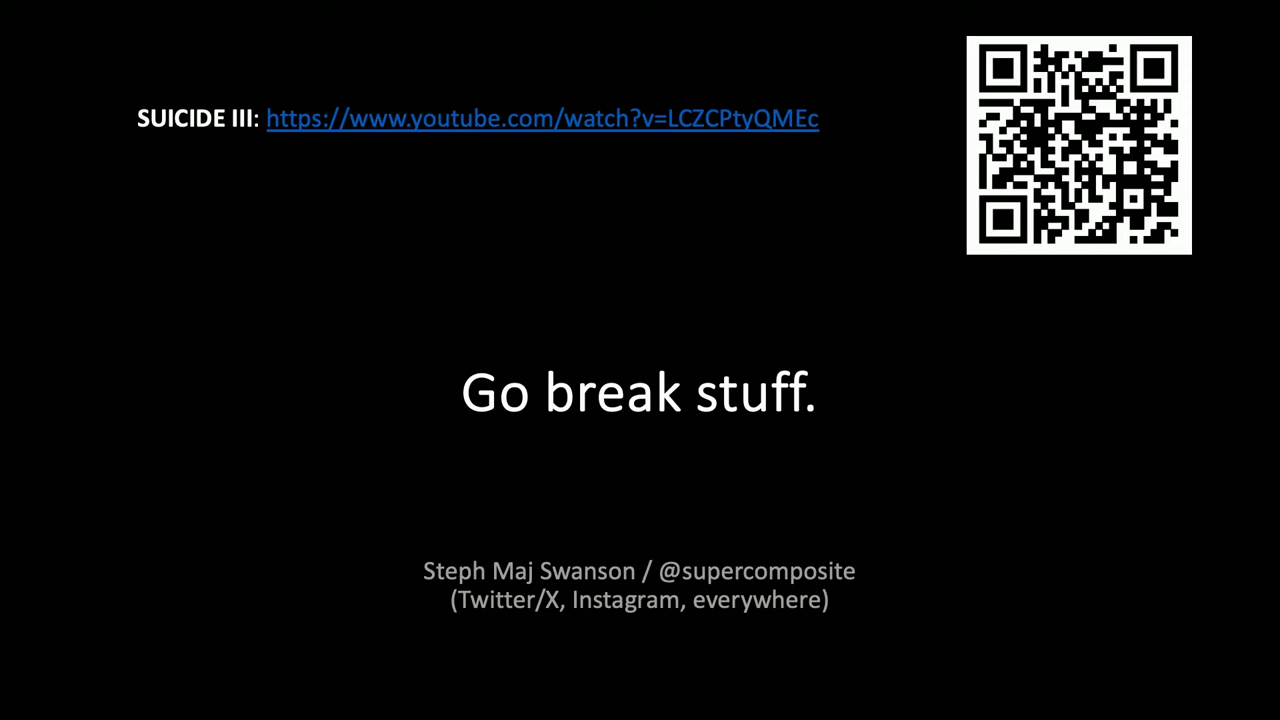 SUICIDE III: https://www.youtube.com/watch?v=LCZCPtyQMEc
Go break stuff.
Steph Maj Swanson / @supercomposite
(Twitter/X, Instagram, everywhere)